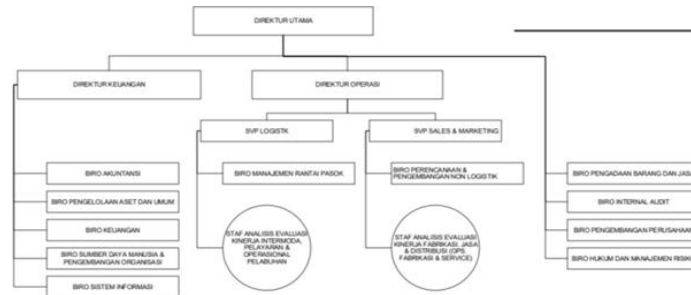 DIREKTUR UTAMA
DIREKTUR KEUANGAN
DIREKTUR OPERASI
SVP LOGISTK
SVP SALES & MARKETING
BIRO AKUNTANSI
BIRO MANAJEMEN RANTAI PASOK
BIRO PERENCANAAN &
PENGEMBANGAN NON LOGISTIK
BIRO PENGADAAN BARANG DAN JASA
BIRO PENGELOLAAN ASET DAN UMUM
BIRO INTERNAL AUDIT
BIRO KEUANGAN
STAF ANALISIS EVALUASI
KINERJA INTERMODA,
PELAYARAN &
OPERASIONAL
PELABUHAN
STAF ANALISIS EVALUASI
KINERJA FABRIKASI, JASA
& DISTRIBUSI (OPS.
FABRIKASI & SERVICE)
BIRO PENGEMBANGAN PERUSAHAAN
BIRO SUMBER DAYA MANUSIA &
PENGEMBANGAN ORGANISASI
BIRO HUKUM DAN MANAJEMEN RISIKO
BIRO SISTEM INFORMASI